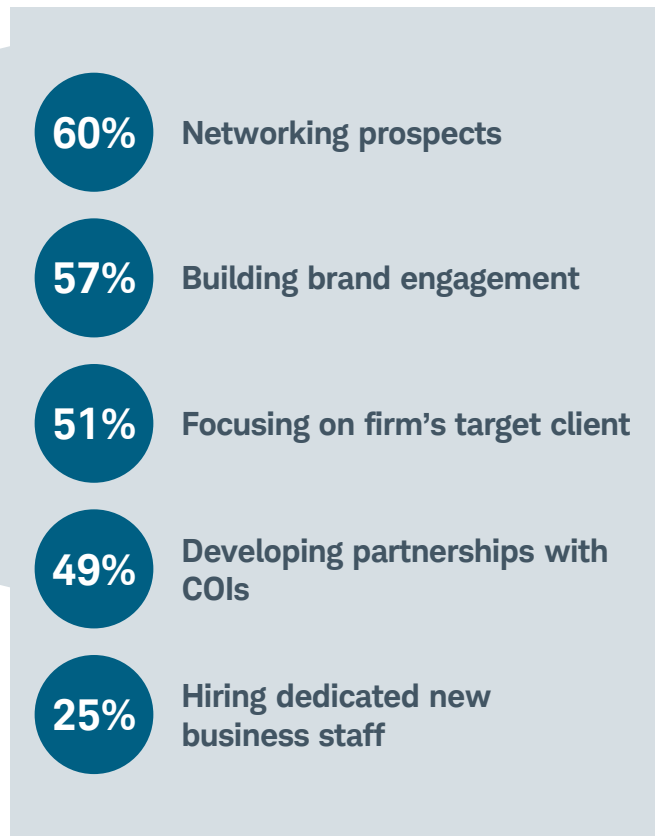 60% Networking prospects
57% Building brand engagement
51% Focusing on firm’s target client
49% Developing partnerships with
COIs
25% Hiring dedicated new
business staff